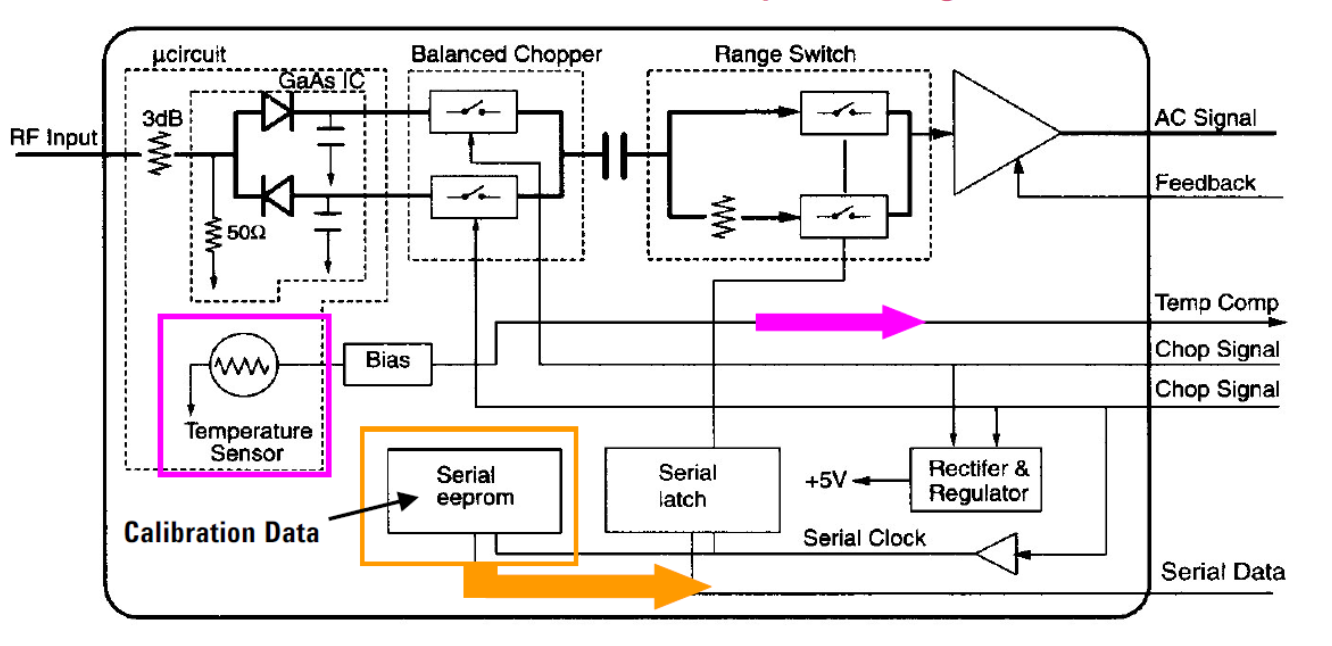 μcircuit
Balanced Chopper
Range Switch
GaAs IC
3dB
RF Input
AC Signal
Feedback
50Ω
Temp Comp
Bias
Chop Signal
Chop Signal
Temperature
Sensor
Serial
eeprom
Serial
latch
+5V
Rectifer &
Regulator
Calibration Data
Serial Clock
Serial Data